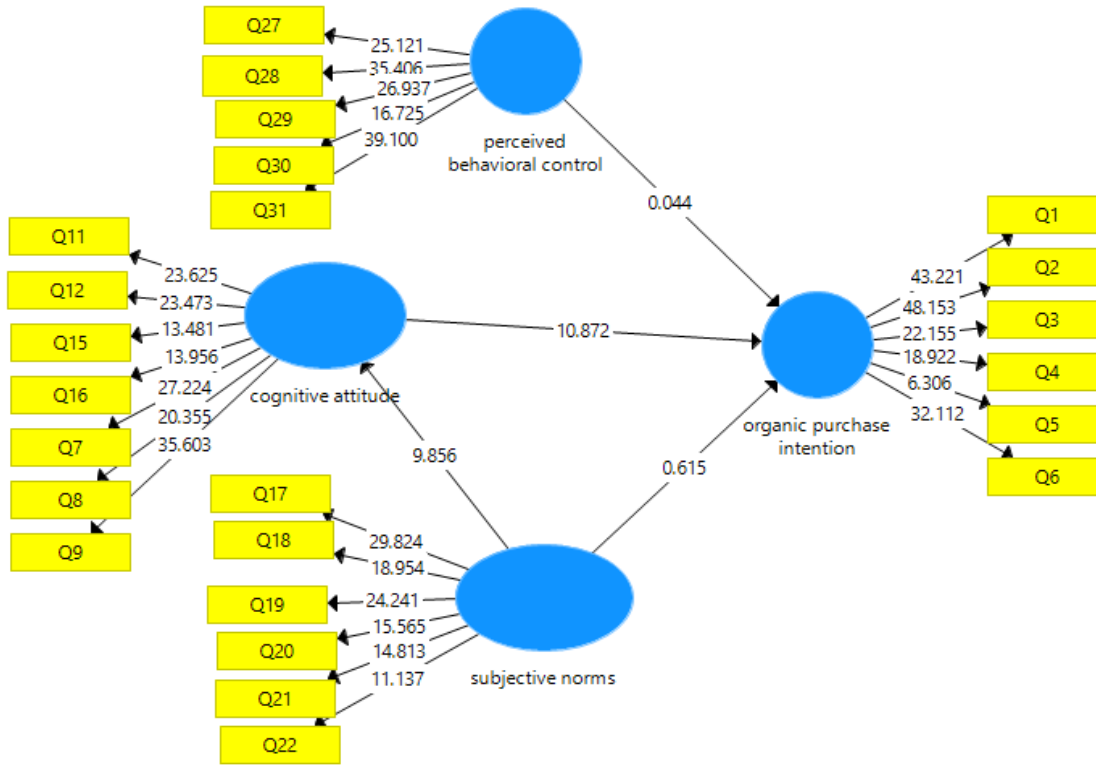 Q27
25.121
Q28
35.406
26.937
Q29
16.725
39.100
Q30
Q31
perceived
behavioral control
0.044
Q11
23.625
Q12
23.473
Q15
13.481
13.956
Q16
27.224
Q7
20.355
35.603
Q8
Q9
cognitive attitude
10.872
9.856
0.615
Q1
43.221
Q2
48.153
Q3
22.155
18.922
Q4
6.306
32.112
Q5
Q6
organic purchase
intention
Q17
29.824
Q18
18.954
Q19
24.241
15.565
Q20
14.813
11.137
Q21
Q22
subjective norms